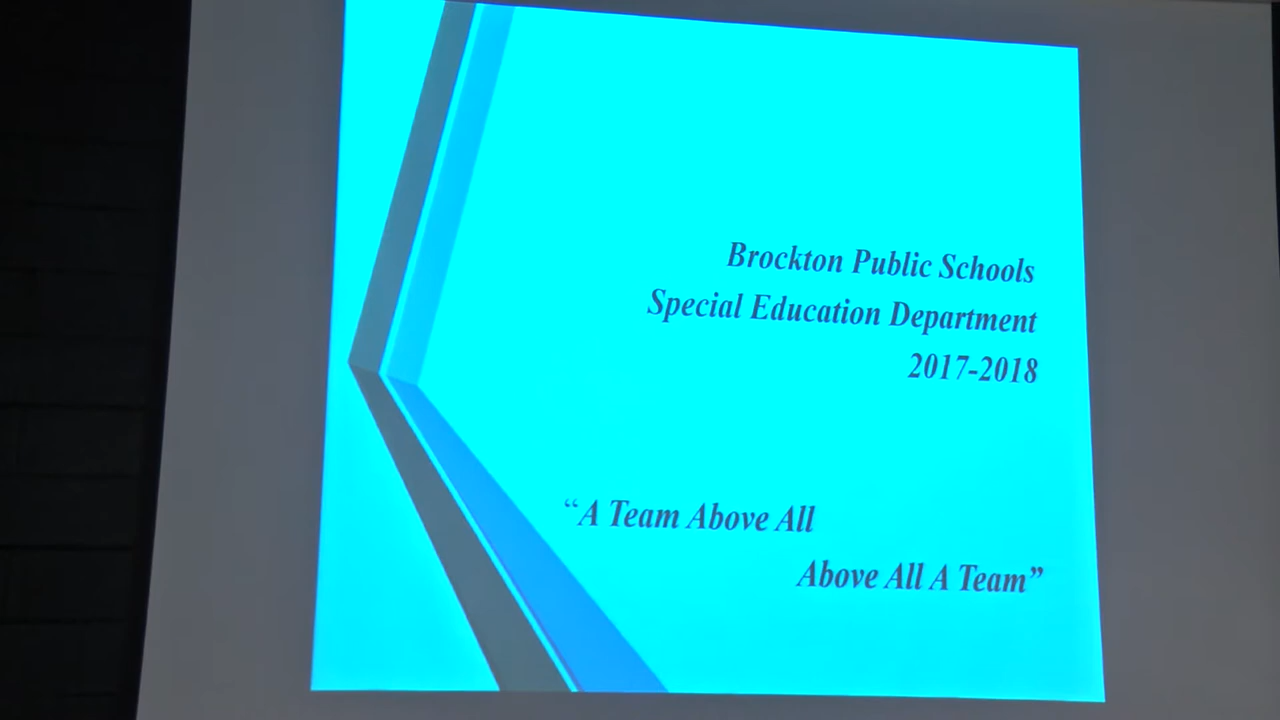 Brockton Public Schools
Special Education Department
2017-2018
“A Team Above All
Above All A Team”